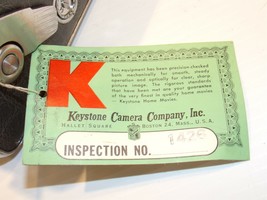 K
This equipment has been precision-checked
both mechanically for smooth, steady
operation and optically for clear, sharp
picture image. The rigorous standards
that have been met are your guarantee
of the very finest in quality home movies
— Keystone Home Movies.
Keystone Camera Company, Inc.
HALLET SQUARE BOSTON 24, MASS., U.S.A.
INSPECTION NO.